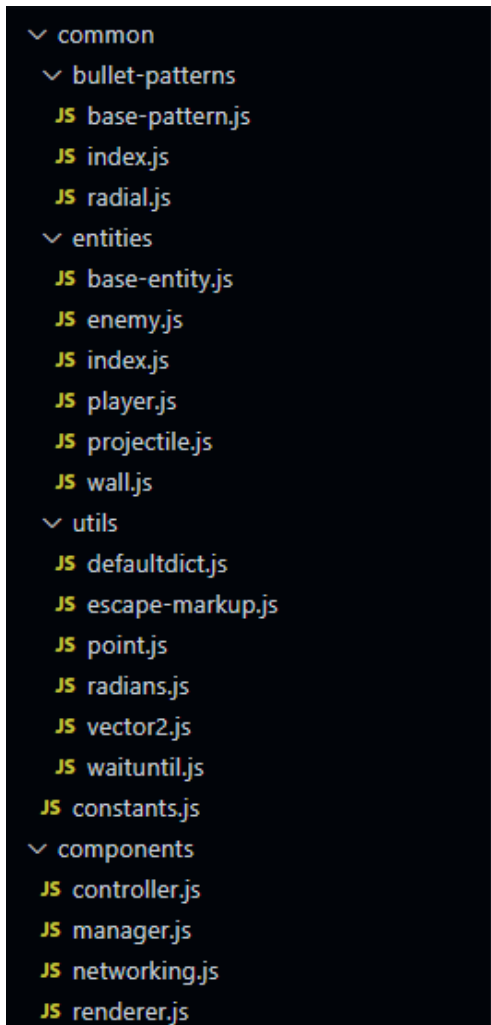 common
bullet-patterns
JS base-pattern.js
JS index.js
JS radial.js
entities
JS base-entity.js
JS enemy.js
JS index.js
JS player.js
JS projectile.js
JS wall.js
utils
JS defaultdict.js
JS escape-markup.js
JS point.js
JS radians.js
JS vector2.js
JS waituntil.js
JS constants.js
components
JS controller.js
JS manager.js
JS networking.js
JS renderer.js